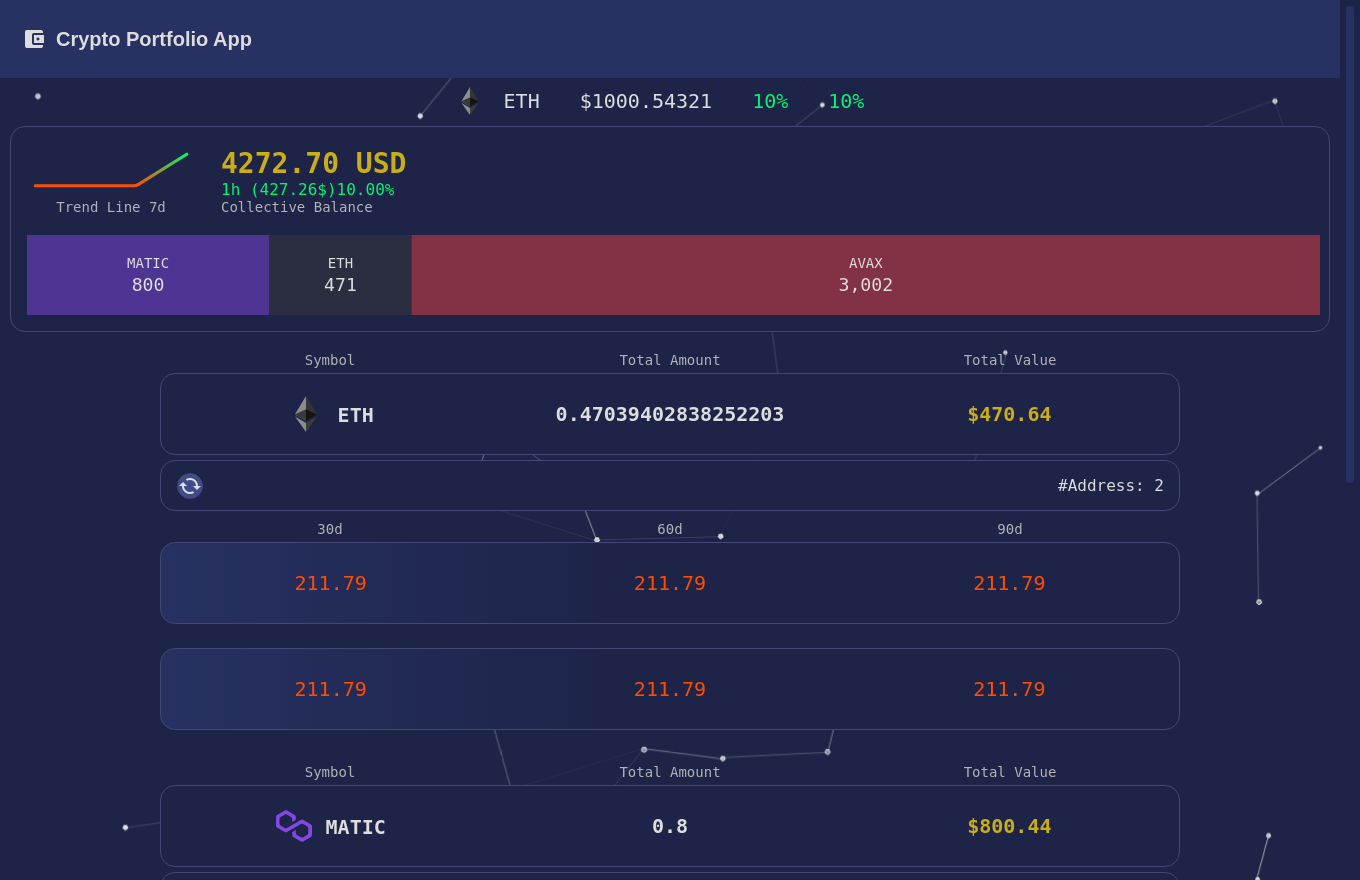 Crypto Portfolio App
ETH $1000.54321 10% 10%
4272.70 USD
1h (427.26$)10.00%
Trend Line 7d Collective Balance
MATIC ETH AVAX
800 471 3,002
Symbol Total Amount Total Value
ETH 0.47039402838252203 $470.64
#Address: 2
30d 60d 90d
211.79 211.79 211.79
211.79 211.79 211.79
Symbol Total Amount Total Value
MATIC 0.8 $800.44